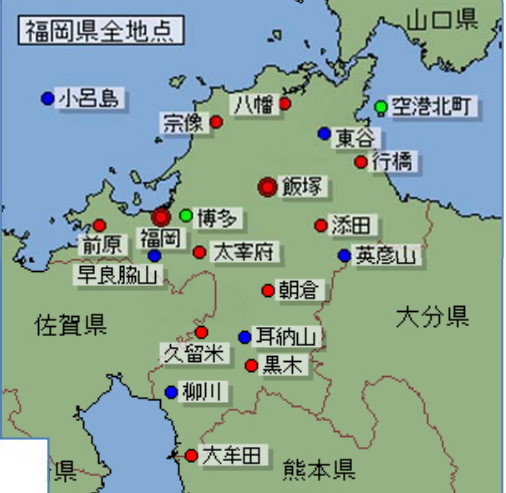 福岡県全地点
山口県
小呂島
八幡
空港北町
宗像
東谷
行橋
飯塚
博多
添田
前原
福岡
太宰府
英彦山
早良脇山
朝倉
佐賀県
大分県
耳納山
久留米
黒木
柳川
大牟田
県
熊本県